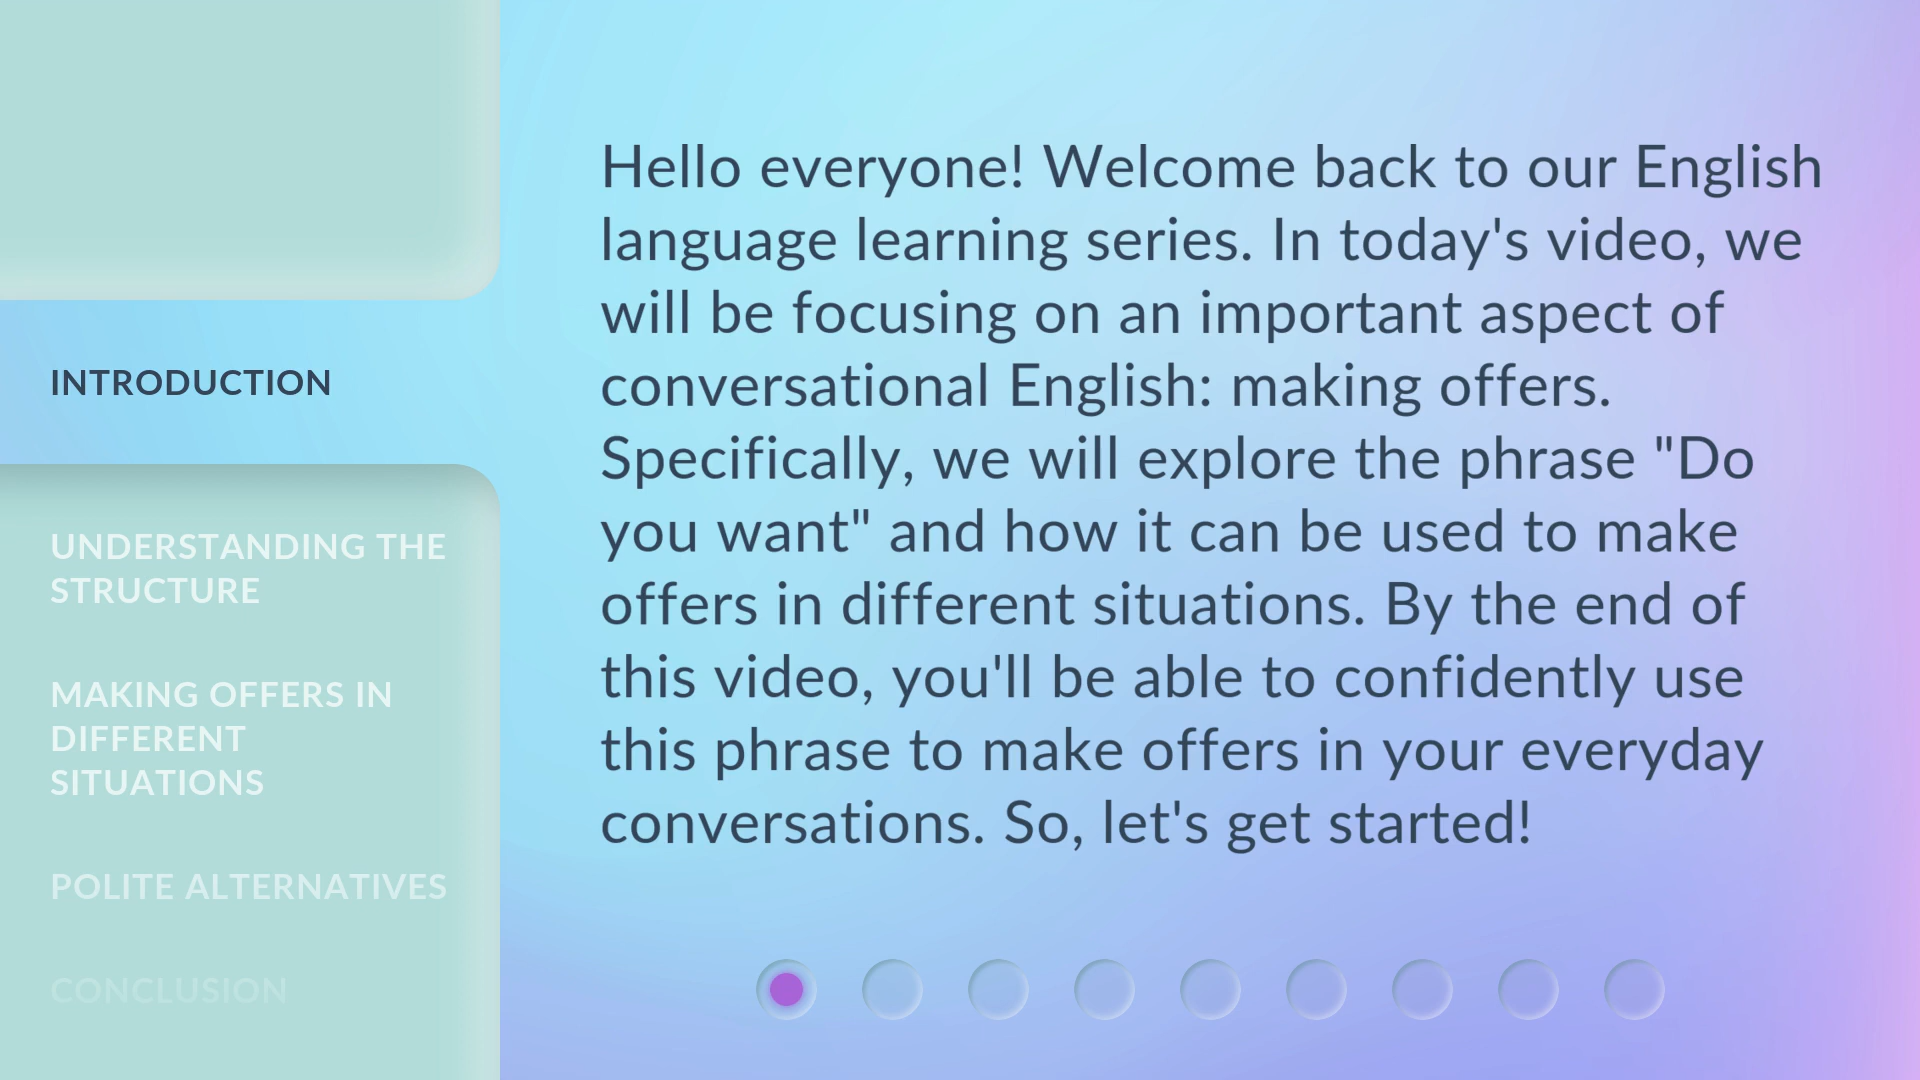 INTRODUCTION
UNDERSTANDING THE
STRUCTURE
MAKING OFFERS IN
DIFFERENT
SITUATIONS
POLITE ALTERNATIVES
CONCLUSION
Hello everyone! Welcome back to our English
language learning series. In today's video, we
will be focusing on an important aspect of
conversational English: making offers.
Specifically, we will explore the phrase "Do
you want" and how it can be used to make
offers in different situations. By the end of
this video, you'll be able to confidently use
this phrase to make offers in your everyday
conversations. So, let's get started!